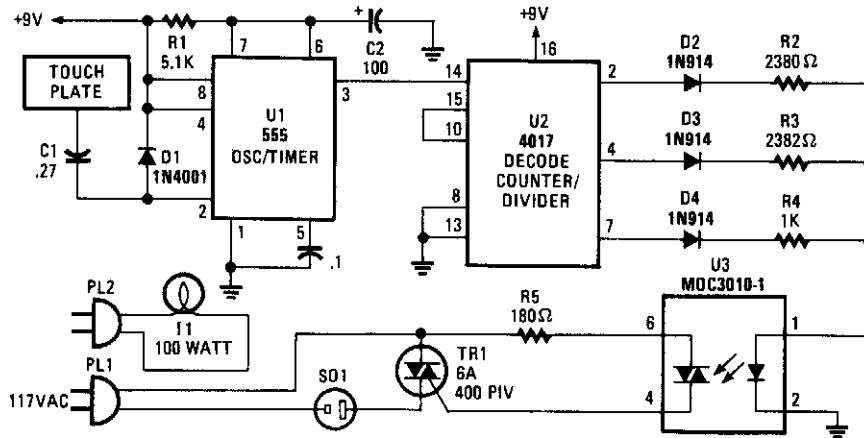 +9V
R1
5.1K
7
6
+
C2
100
+9V
16
D2
1N914
R2
2380Ω
TOUCH
PLATE
8
4
3
U1
555
OSC/TIMER
14
15
10
U2
4017
DECODE
COUNTER/
DIVIDER
2
D3
1N914
R3
2382Ω
4
C1
.27
D1
1N4001
2
1
5
.1
8
13
7
D4
1N914
R4
1K
U3
MOC3010-1
PL2
I1
100 WATT
R5
180Ω
6
1
PL1
117VAC
SO1
TR1
6A
400 PIV
4
2